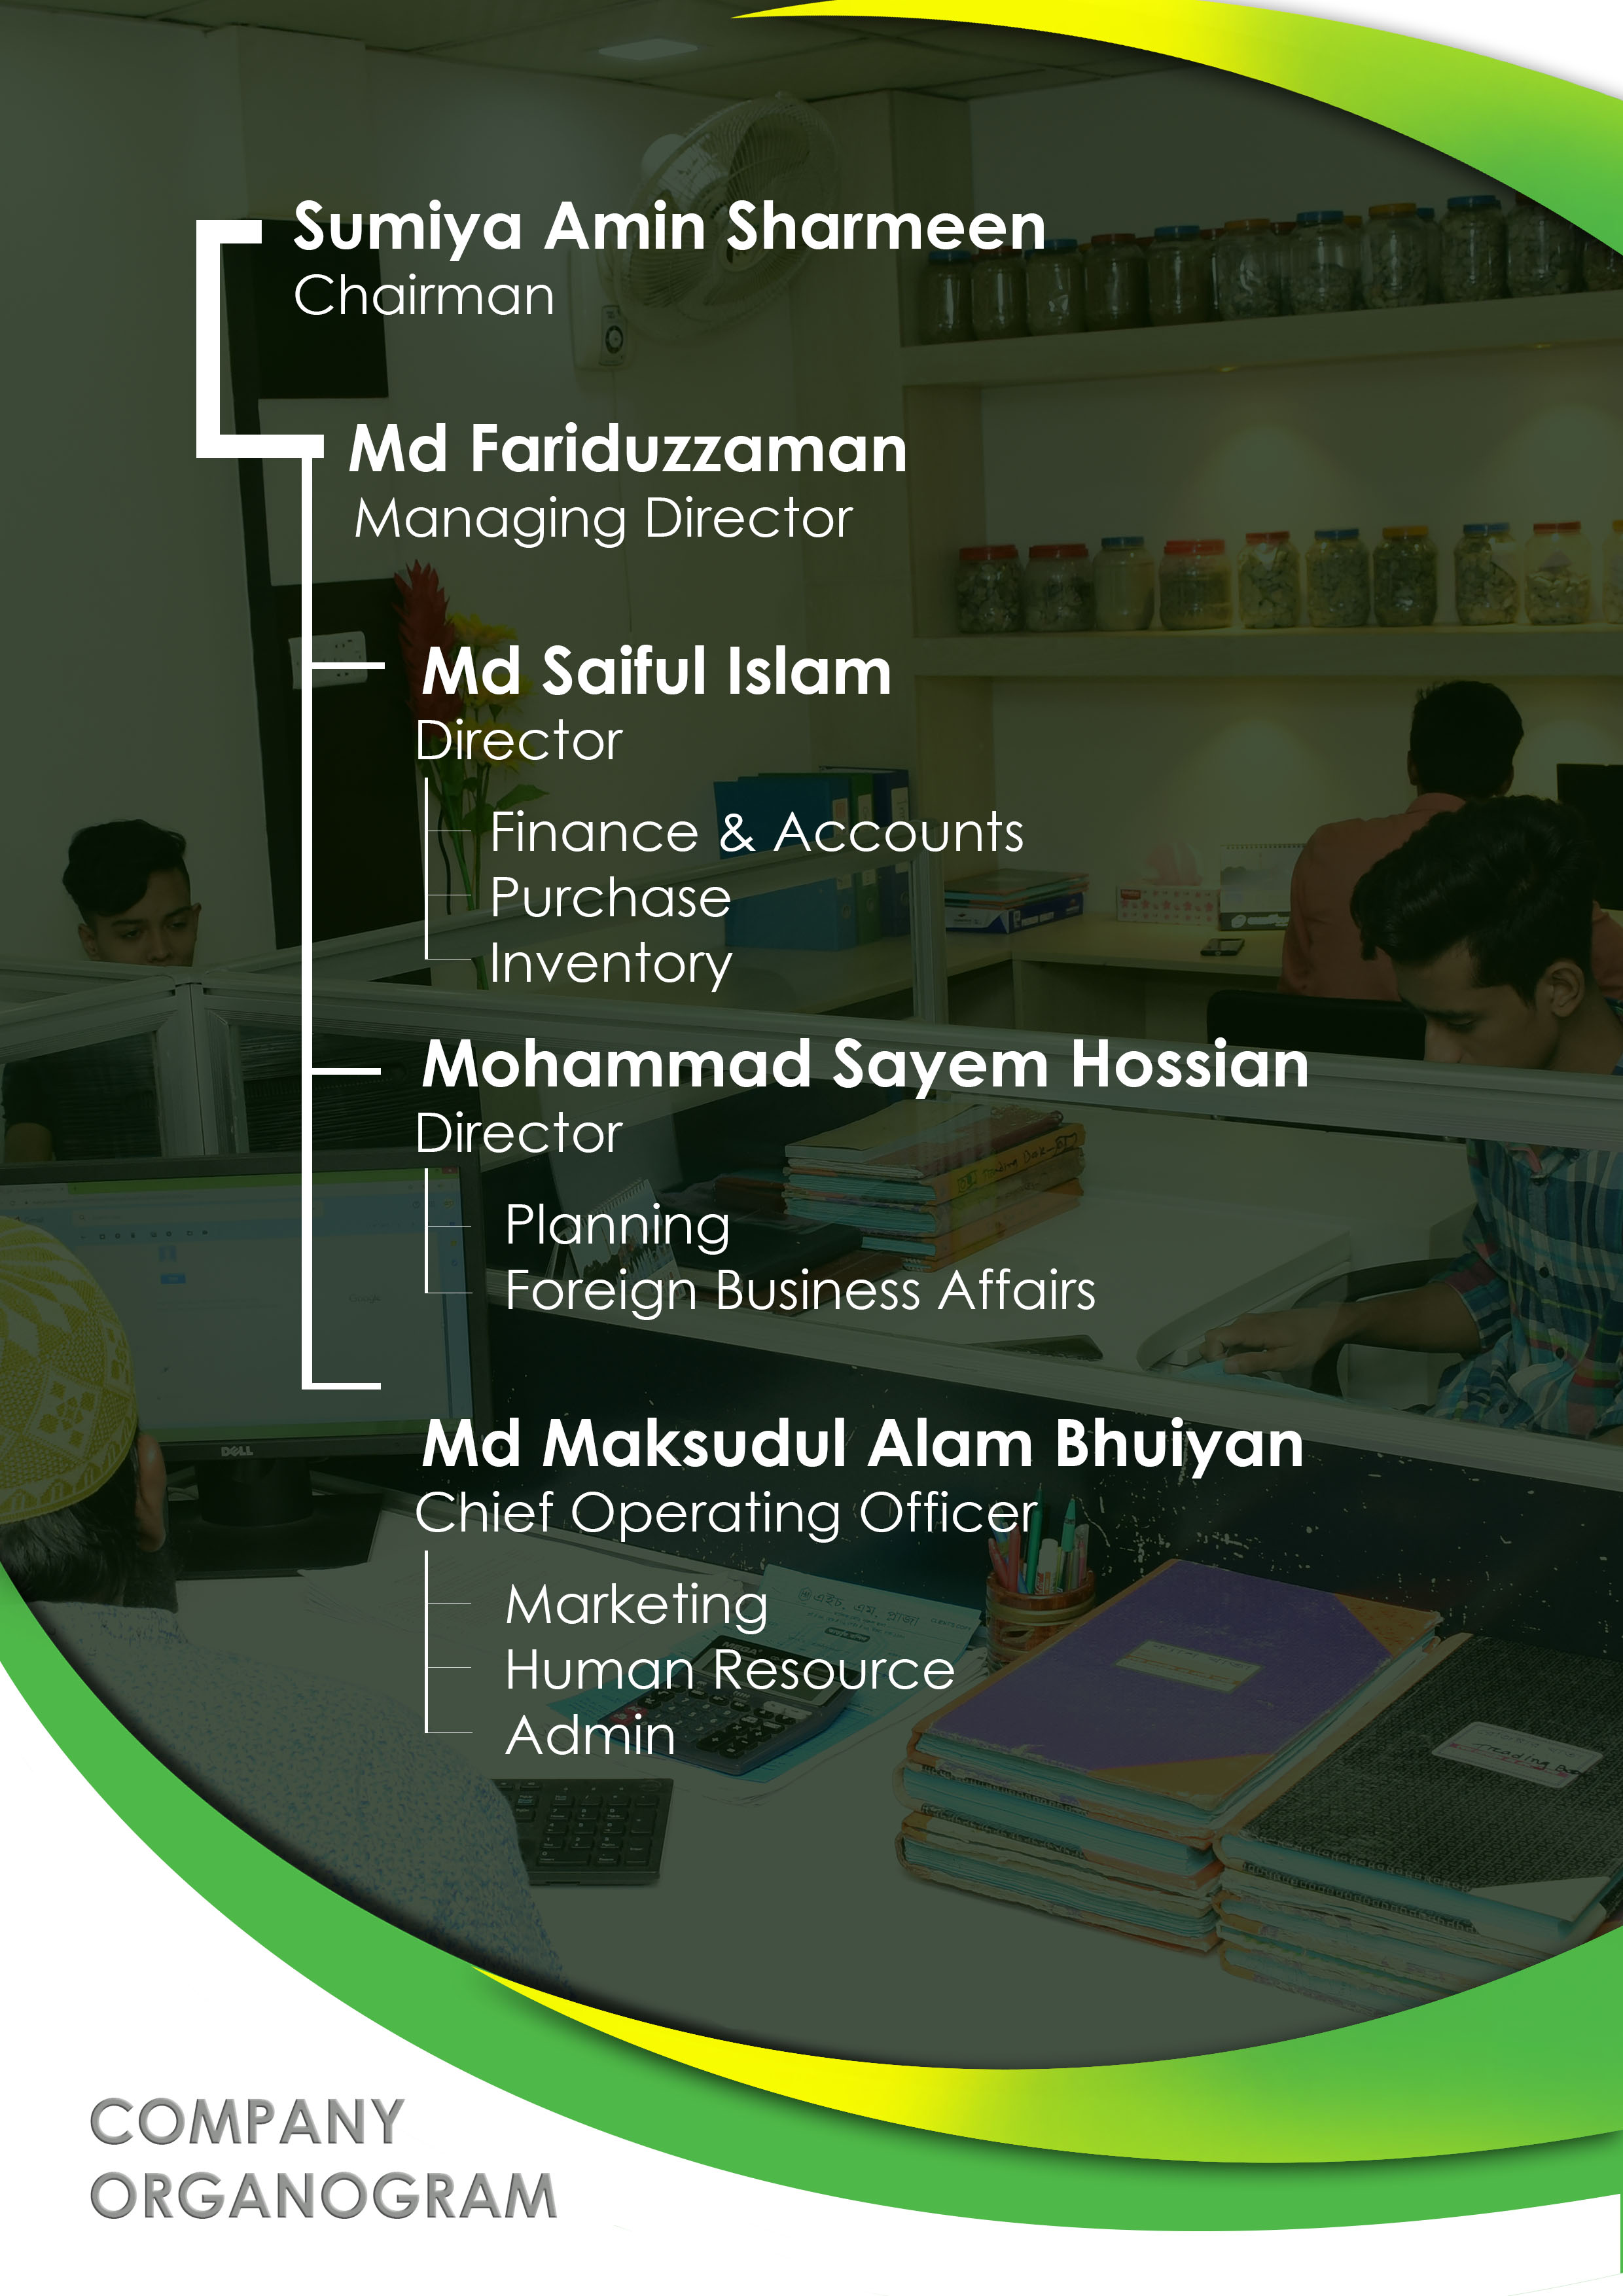 Sumiya Amin Sharmeen
Chairman
Md Fariduzzaman
Managing Director
Md Saiful Islam
Director
Finance & Accounts
Purchase
Inventory
Mohammad Sayem Hossian
Director
Planning
Foreign Business Affairs
DELL
Md Maksudul Alam Bhuiyan
Chief Operating Officer
Marketing
Human Resource
Admin
COMPANY
ORGANOGRAM